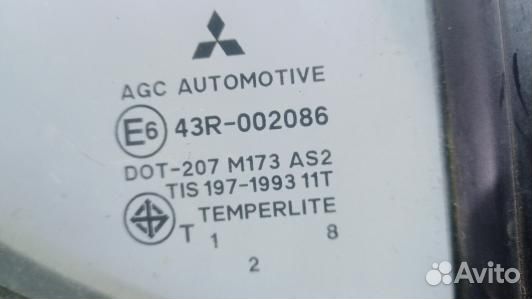 AGC AUTOMOTIVE
E6 43R-002086
DOT-207 M173 AS2
TIS 197-1993 11T
TEMPERLITE
T 1 8
2
Avito